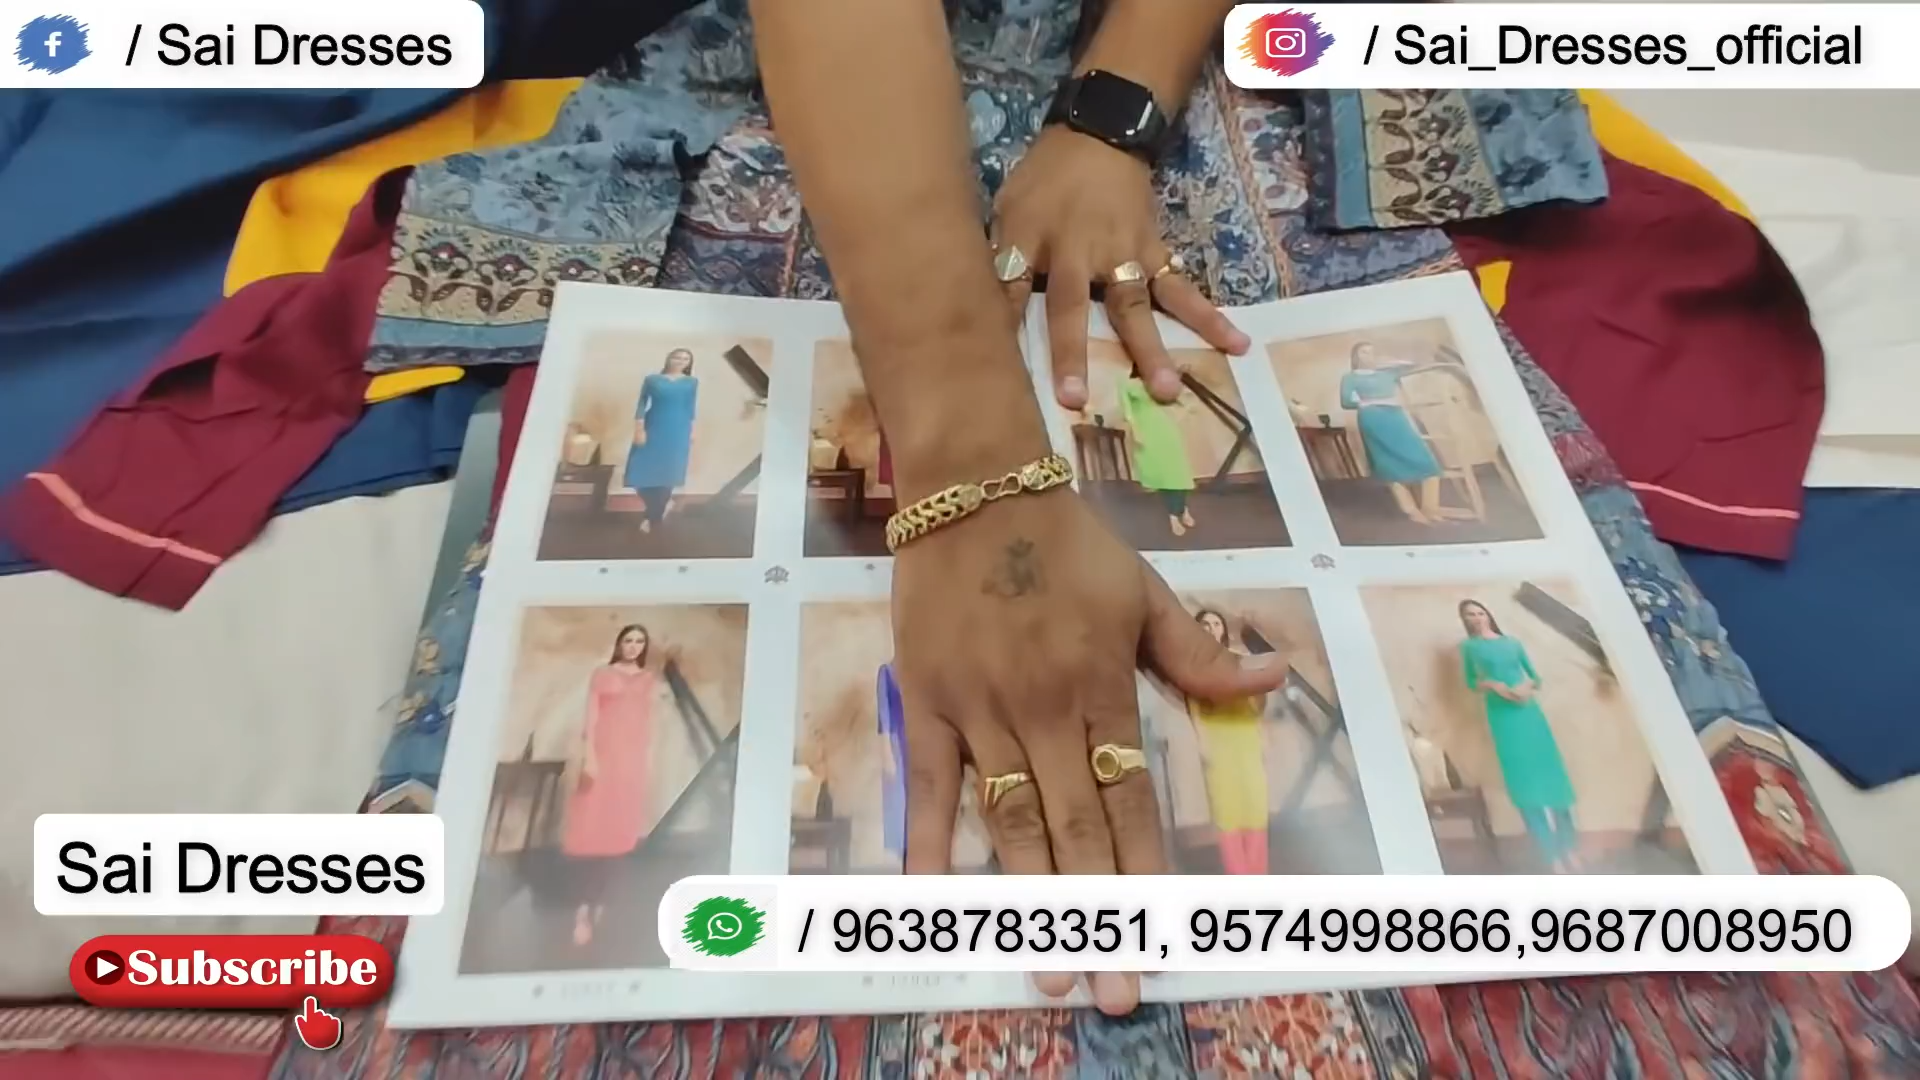 / Sai Dresses
/ Sai_Dresses_official
Sai Dresses
Subscribe
/ 9638783351, 9574998866,9687008950